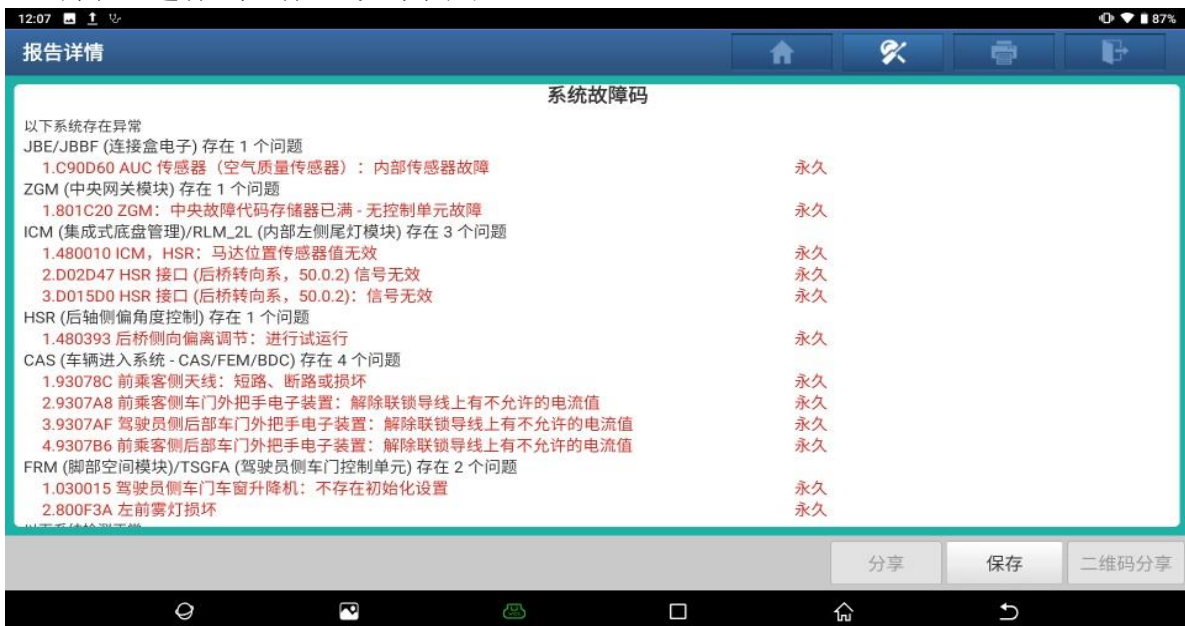 12:07
87%
报告详情
系统故障码
以下系统存在异常
JBE/JBBF (连接盒电子) 存在 1 个问题
1.C90D60 AUC 传感器（空气质量传感器）：内部传感器故障 永久
ZGM (中央网关模块) 存在 1 个问题
1.801C20 ZGM：中央故障代码存储器已满 - 无控制单元故障 永久
ICM (集成式底盘管理)/RLM_2L (内部左侧尾灯模块) 存在 3 个问题
1.480010 ICM，HSR：马达位置传感器值无效 永久
2.D02D47 HSR 接口 (后桥转向系，50.0.2) 信号无效 永久
3.D015D0 HSR 接口 (后桥转向系，50.0.2)：信号无效 永久
HSR (后轴侧偏角度控制) 存在 1 个问题
1.480393 后桥侧向偏离调节：进行试运行 永久
CAS (车辆进入系统 - CAS/FEM/BDC) 存在 4 个问题
1.93078C 前乘客侧天线：短路、断路或损坏 永久
2.9307A8 前乘客侧车门外把手电子装置：解除联锁导线上有不允许的电流值 永久
3.9307AF 驾驶员侧后部车门外把手电子装置：解除联锁导线上有不允许的电流值 永久
4.9307B6 前乘客侧后部车门外把手电子装置：解除联锁导线上有不允许的电流值 永久
FRM (脚部空间模块)/TSGFA (驾驶员侧车门控制单元) 存在 2 个问题
1.030015 驾驶员侧车门车窗升降机：不存在初始化设置 永久
2.800F3A 左前雾灯损坏 永久
分享
保存
二维码分享